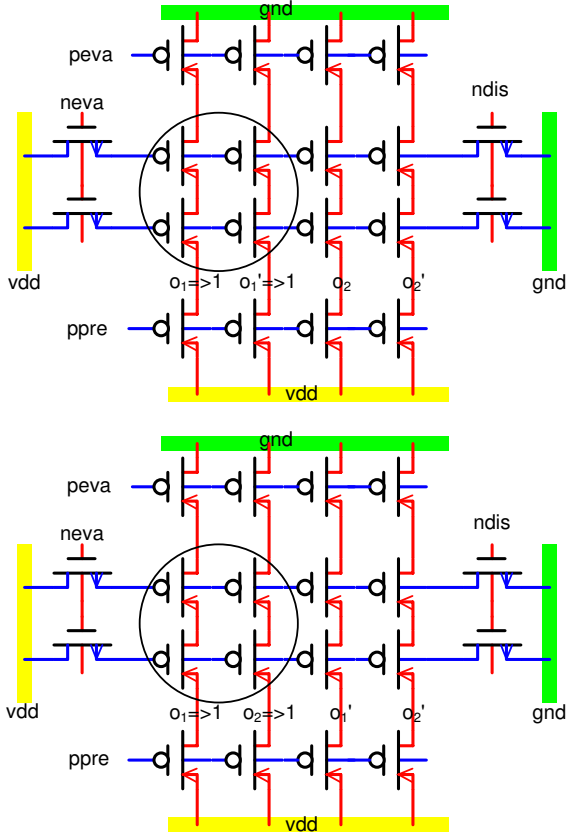 gnd
peva
neva
ndis
vdd
o₁=>1 o₁'=>1 o₂ o₂'
gnd
ppre
vdd
gnd
peva
neva
ndis
vdd
o₁=>1 o₂=>1 o₁' o₂'
gnd
ppre
vdd